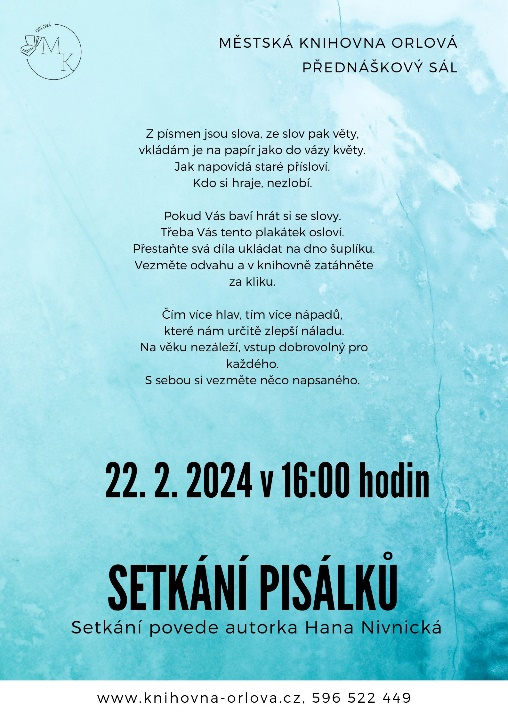 ORLOVÁ
M
K
MĚSTSKÁ KNIHOVNA ORLOVÁ
PŘEDNÁŠKOVÝ SÁL
Z písmen jsou slova, ze slov pak věty,
vkládám je na papír jako do vázy květy.
Jak napovídá staré přísloví.
Kdo si hraje, nezlobí.
Pokud Vás baví hrát si se slovy.
Třeba Vás tento plakátek osloví.
Přestaňte svá díla ukládat na dno šuplíku.
Vezměte odvahu a v knihovně zatáhněte
za kliku.
Čím více hlav, tím více nápadů,
které nám určitě zlepší náladu.
Na věku nezáleží, vstup dobrovolný pro
každého.
S sebou si vezměte něco napsaného.
22. 2. 2024 v 16:00 hodin
SETKÁNÍ PISÁLKŮ
Setkání povede autorka Hana Nivnická
www.knihovna-orlova.cz, 596 522 449